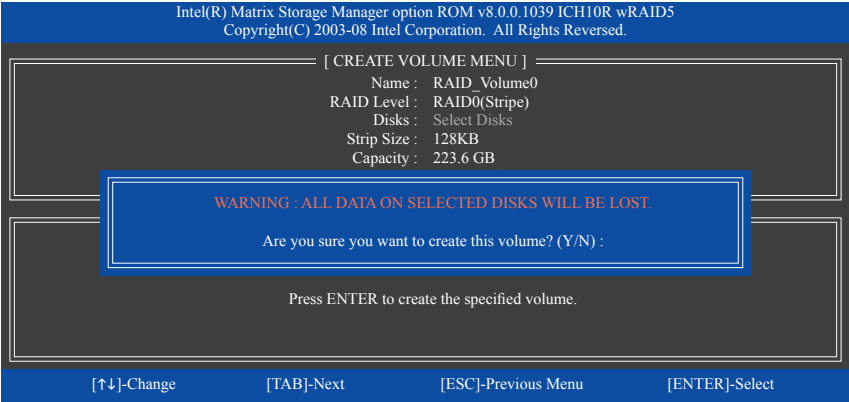 Intel(R) Matrix Storage Manager option ROM v8.0.0.1039 ICH10R wRAID5
Copyright(C) 2003-08 Intel Corporation. All Rights Reversed.
[ CREATE VOLUME MENU ]
Name : RAID_Volume0
RAID Level : RAID0(Stripe)
Disks : Select Disks
Strip Size : 128KB
Capacity : 223.6 GB
WARNING : ALL DATA ON SELECTED DISKS WILL BE LOST.
Are you sure you want to create this volume? (Y/N) :
Press ENTER to create the specified volume.
[↑↓]-Change [TAB]-Next [ESC]-Previous Menu [ENTER]-Select